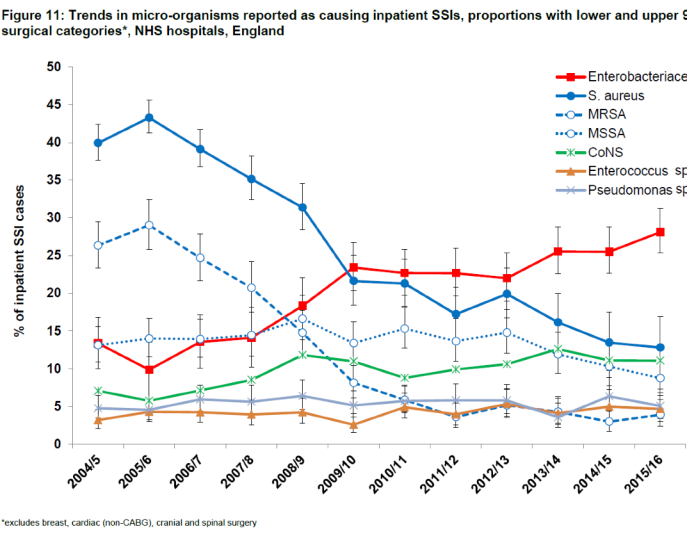 Figure 11: Trends in micro-organisms reported as causing inpatient SSIs, proportions with lower and upper 9
surgical categories*, NHS hospitals, England
50
45
40
35
30
25
20
15
10
5
0
% of inpatient SSI cases
Enterobacteriace
S. aureus
MRSA
MSSA
CoNS
Enterococcus sp
Pseudomonas sp
2004/5
2005/6
2006/7
2007/8
2008/9
2009/10
2010/11
2011/12
2012/13
2013/14
2014/15
2015/16
*excludes breast, cardiac (non-CABG), cranial and spinal surgery